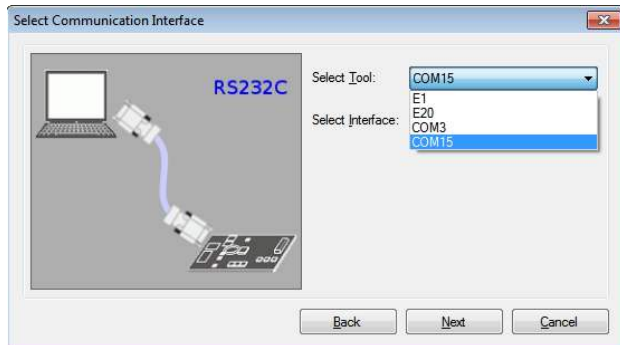 Select Communication Interface
RS232C
Select Tool:
COM15
E1
E20
COM3
COM15
Select Interface:
Back
Next
Cancel